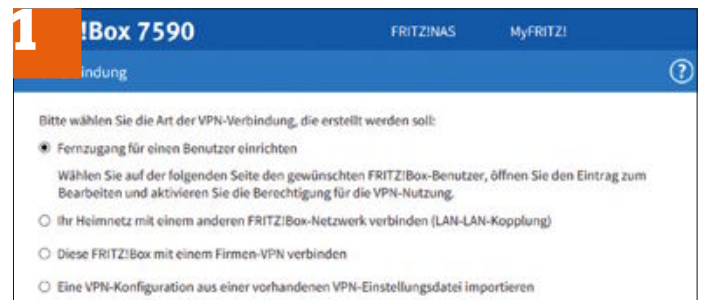 1
!Box 7590
FRITZ!NAS
MyFRITZ!
indung
?
Bitte wählen Sie die Art der VPN-Verbindung, die erstellt werden soll:
Fernzugang für einen Benutzer einrichten
Wählen Sie auf der folgenden Seite den gewünschten FRITZ!Box-Benutzer, öffnen Sie den Eintrag zum
Bearbeiten und aktivieren Sie die Berechtigung für die VPN-Nutzung.
Ihr Heimnetz mit einem anderen FRITZ!Box-Netzwerk verbinden (LAN-LAN-Kopplung)
Diese FRITZ!Box mit einem Firmen-VPN verbinden
Eine VPN-Konfiguration aus einer vorhandenen VPN-Einstellungsdatei importieren